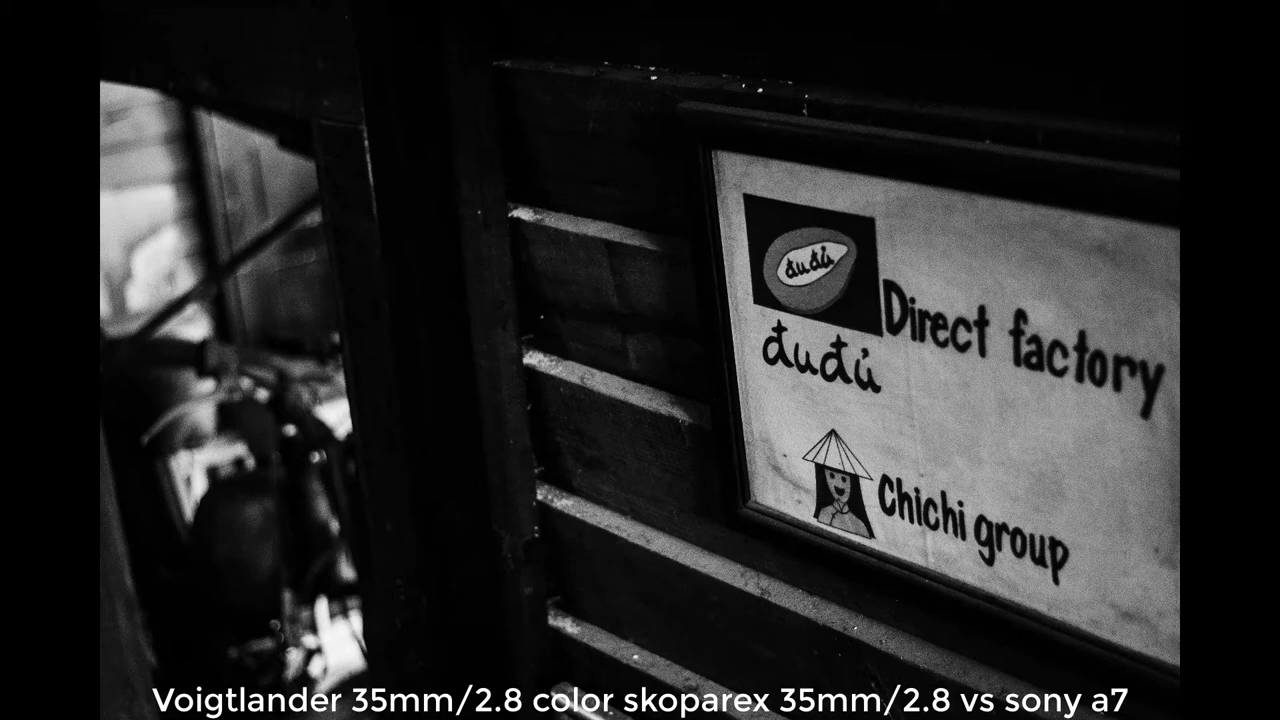 đuđủ
Direct factory
đuđủ
Chichi group
Voigtlander 35mm/2.8 color skoparex 35mm/2.8 vs sony a7